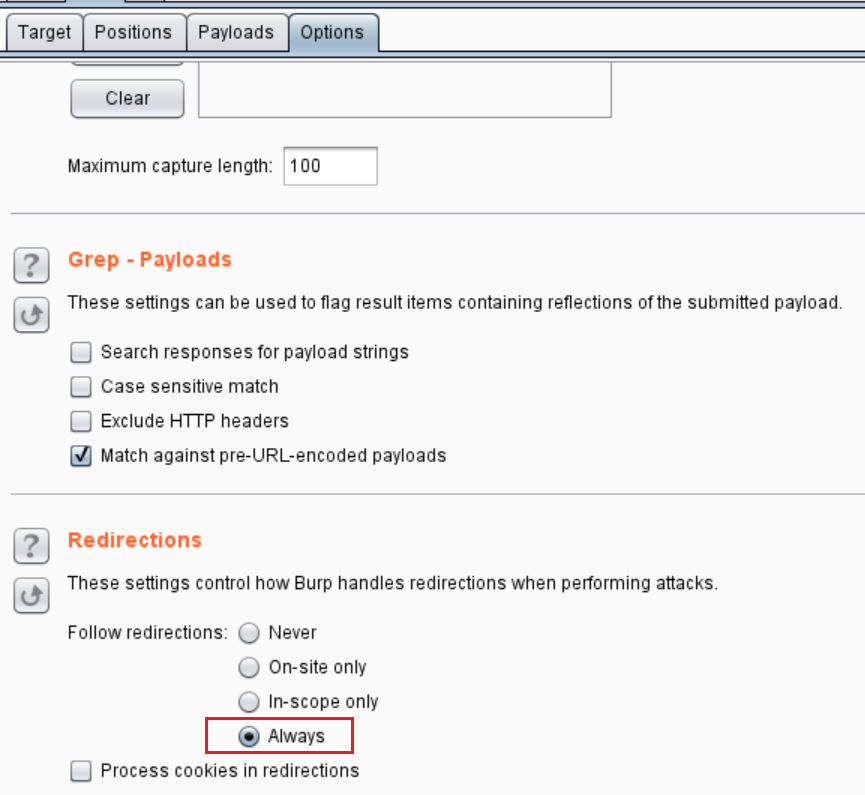 Target Positions Payloads Options
Clear
Maximum capture length: 100
? Grep - Payloads
These settings can be used to flag result items containing reflections of the submitted payload.
Search responses for payload strings
Case sensitive match
Exclude HTTP headers
Match against pre-URL-encoded payloads
? Redirections
These settings control how Burp handles redirections when performing attacks.
Follow redirections: Never
On-site only
In-scope only
Always
Process cookies in redirections